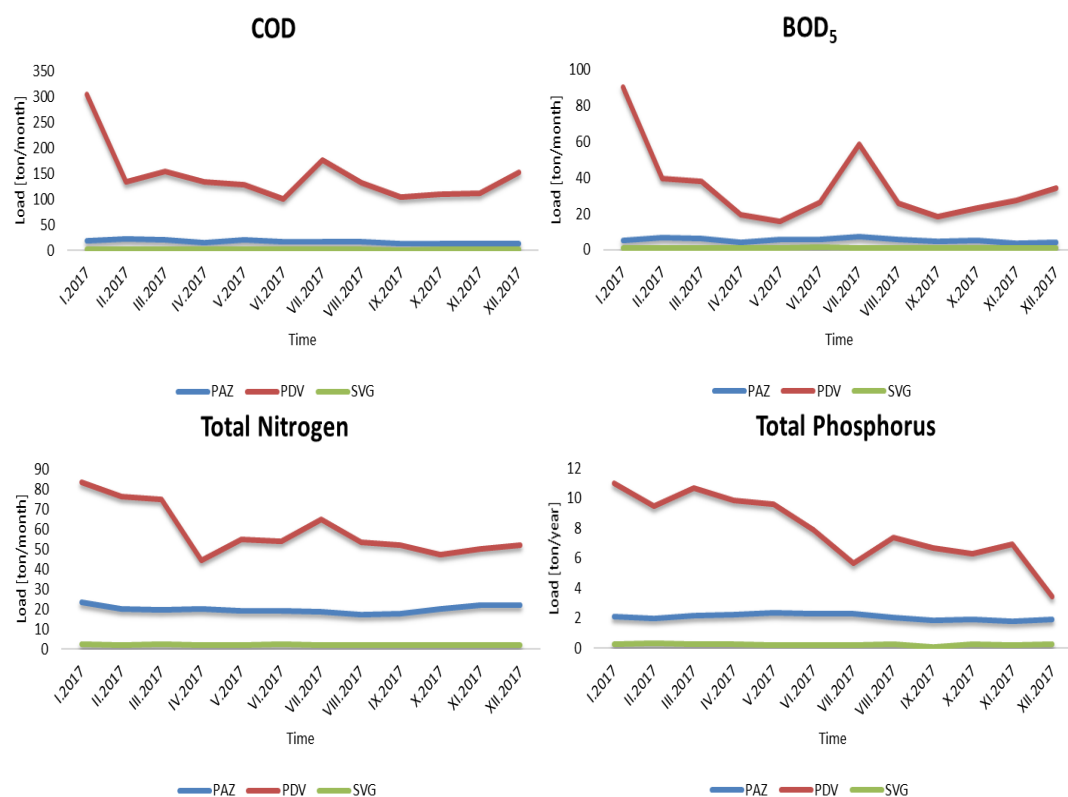 COD
Load [ton/month]
350
300
250
200
150
100
50
0
I.2017
II.2017
III.2017
IV.2017
V.2017
VI.2017
VII.2017
VIII.2017
IX.2017
X.2017
XI.2017
XII.2017
Time
PAZ PDV SVG
BOD5
Load [ton/month]
100
80
60
40
20
0
I.2017
II.2017
III.2017
IV.2017
V.2017
VI.2017
VII.2017
VIII.2017
IX.2017
X.2017
XI.2017
XII.2017
Time
PAZ PDV SVG
Total Nitrogen
Load [ton/month]
90
80
70
60
50
40
30
20
10
0
I.2017
II.2017
III.2017
IV.2017
V.2017
VI.2017
VII.2017
VIII.2017
IX.2017
X.2017
XI.2017
XII.2017
Time
PAZ PDV SVG
Total Phosphorus
Load [ton/year]
12
10
8
6
4
2
0
I.2017
II.2017
III.2017
IV.2017
V.2017
VI.2017
VII.2017
VIII.2017
IX.2017
X.2017
XI.2017
XII.2017
Time
PAZ PDV SVG